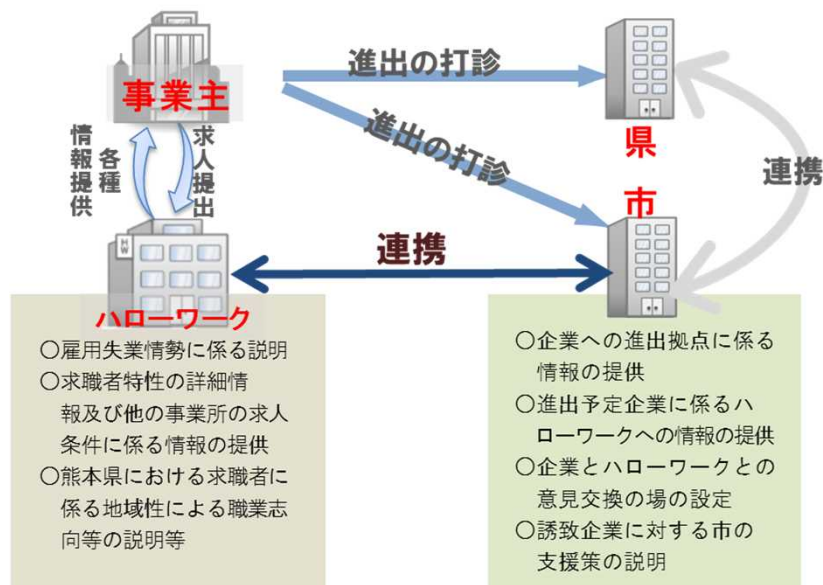 事業主
進出の打診
進出の打診
県
市
連携
各種
情報提供
求人提出
HW
連携
ハローワーク
〇雇用失業情勢に係る説明
〇求職者特性の詳細情
報及び他の事業所の求人
条件に係る情報の提供
〇熊本県における求職者に
係る地域性による職業志
向等の説明等
〇企業への進出拠点に係る
情報の提供
〇進出予定企業に係るハ
ローワークへの情報の提供
〇企業とハローワークとの
意見交換の場の設定
〇誘致企業に対する市の
支援策の説明